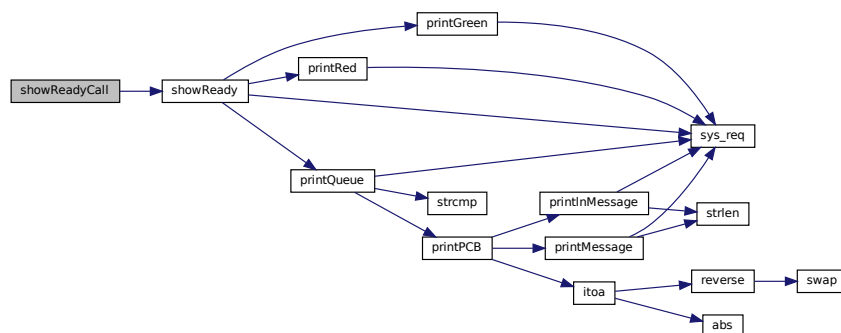 showReadyCall
showReady
printGreen
printRed
printQueue
sys_req
strcmp
printPCB
printlnMessage
printMessage
strlen
itoa
reverse
swap
abs